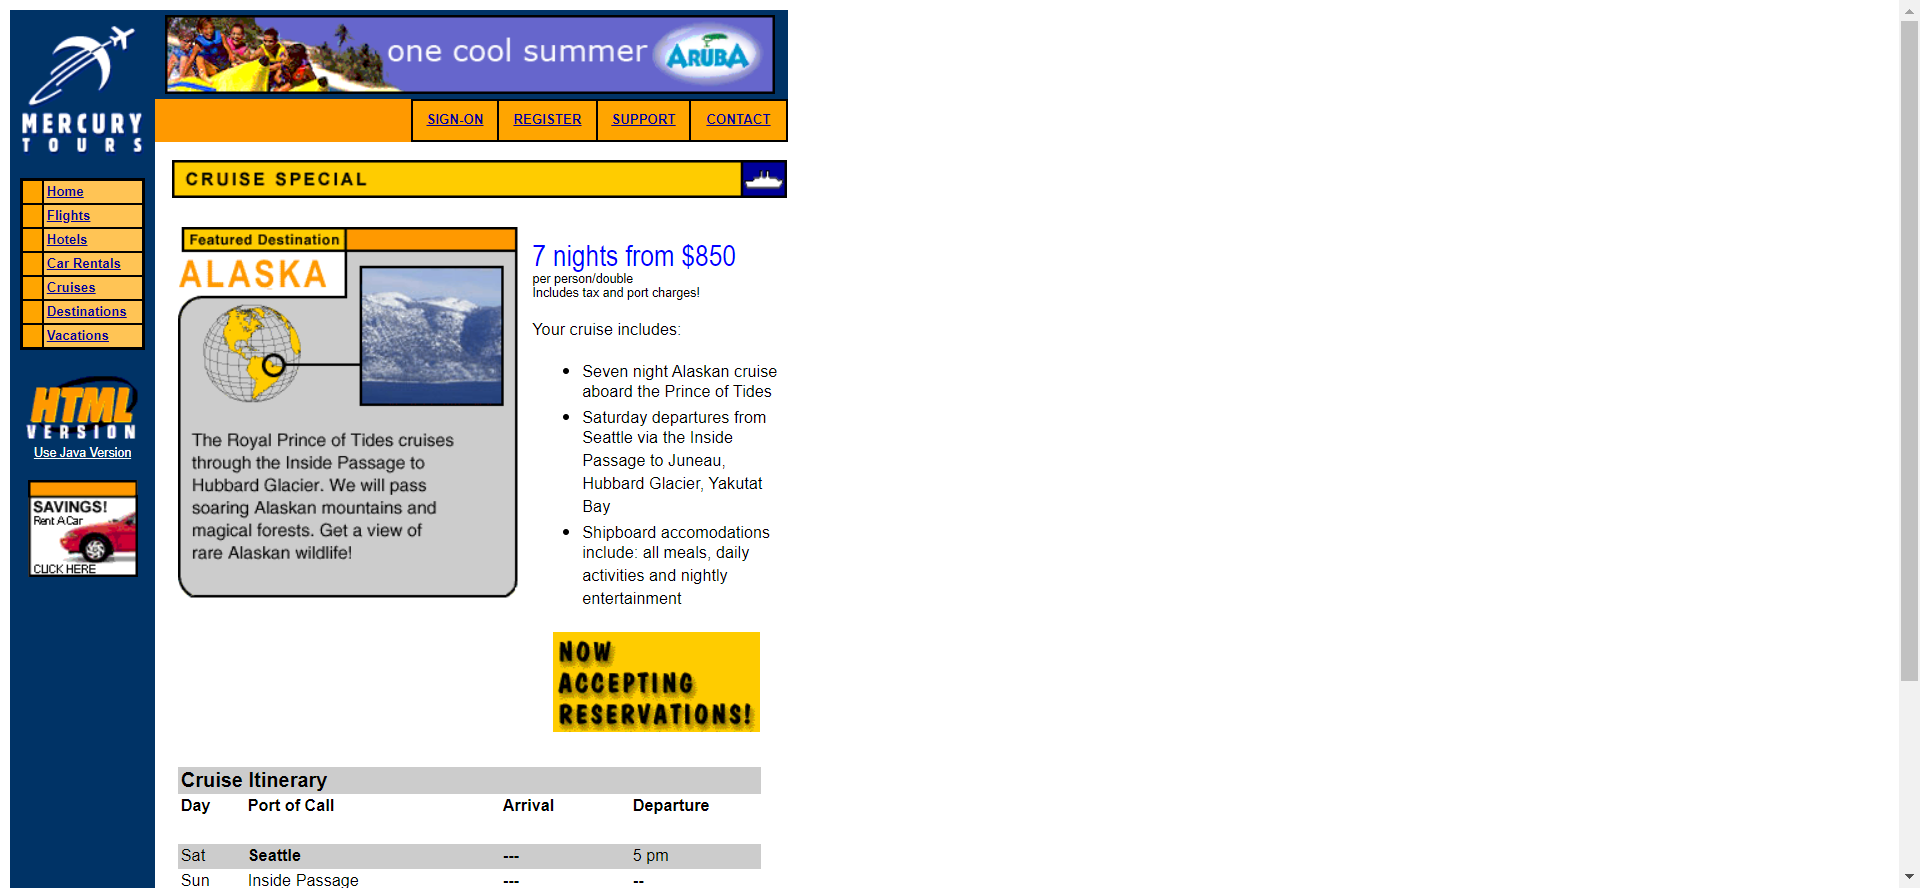 one cool summer ARUBA
MERCURY
TOURS
SIGN-ON REGISTER SUPPORT CONTACT
Home
Flights
Hotels
Car Rentals
Cruises
Destinations
Vacations
HTML
VERSION
Use Java Version
SAVINGS!
Rent A Car
CLICK HERE
CRUISE SPECIAL
Featured Destination
ALASKA
The Royal Prince of Tides cruises
through the Inside Passage to
Hubbard Glacier. We will pass
soaring Alaskan mountains and
magical forests. Get a view of
rare Alaskan wildlife!
7 nights from $850
per person/double
Includes tax and port charges!
Your cruise includes:
Seven night Alaskan cruise
aboard the Prince of Tides
Saturday departures from
Seattle via the Inside
Passage to Juneau,
Hubbard Glacier, Yakutat
Bay
Shipboard accomodations
include: all meals, daily
activities and nightly
entertainment
NOW
ACCEPTING
RESERVATIONS!
Cruise Itinerary
Day Port of Call Arrival Departure
Sat Seattle --- 5 pm
Sun Inside Passage --- --